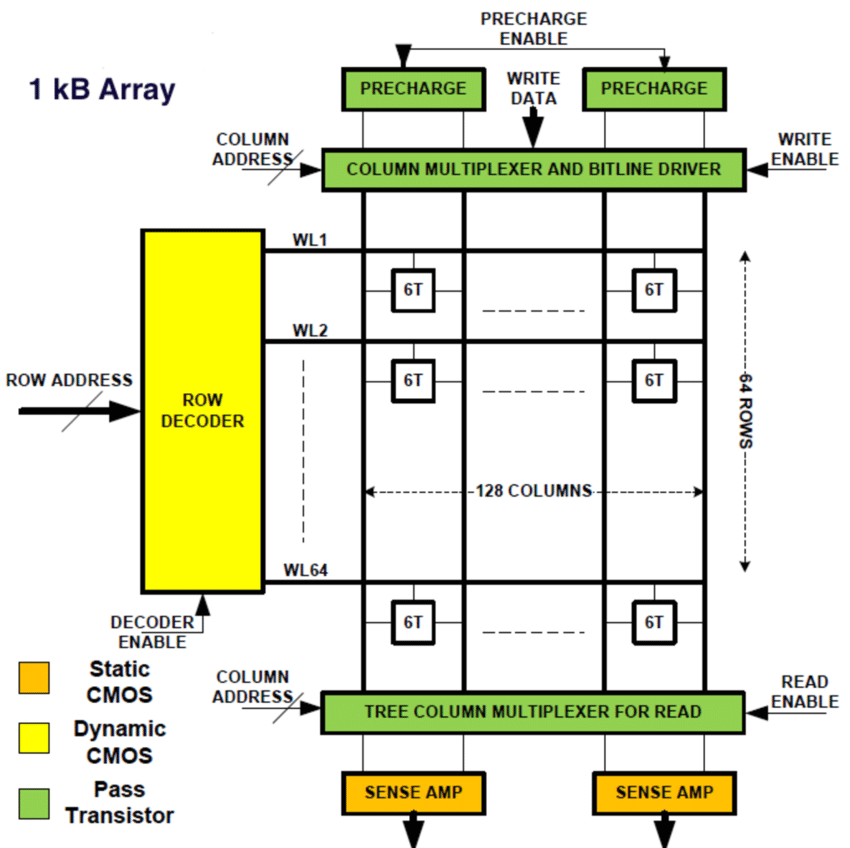 PRECHARGE
ENABLE
1 kB Array
PRECHARGE
WRITE
DATA
PRECHARGE
COLUMN
ADDRESS
COLUMN MULTIPLEXER AND BITLINE DRIVER
WRITE
ENABLE
WL1
6T
6T
WL2
6T
6T
ROW ADDRESS
ROW
DECODER
64 ROWS
128 COLUMNS
WL64
6T
6T
DECODER
ENABLE
Static
CMOS
COLUMN
ADDRESS
TREE COLUMN MULTIPLEXER FOR READ
READ
ENABLE
Dynamic
CMOS
Pass
Transistor
SENSE AMP
SENSE AMP